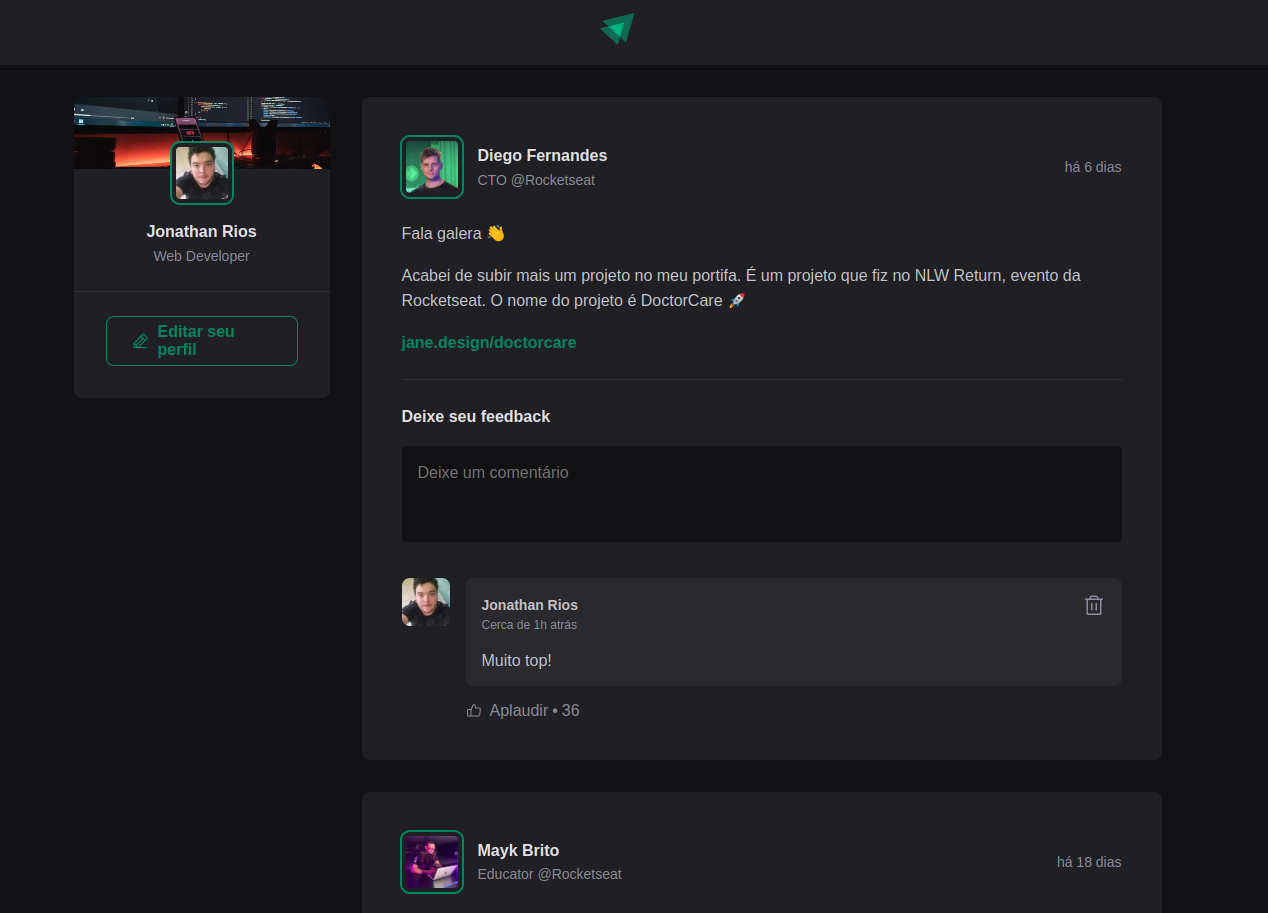 Jonathan Rios
Web Developer
Editar seu
perfil
Diego Fernandes
CTO @Rocketseat
há 6 dias
Fala galera 👋
Acabei de subir mais um projeto no meu portifa. É um projeto que fiz no NLW Return, evento da
Rocketseat. O nome do projeto é DoctorCare 🚀
jane.design/doctorcare
Deixe seu feedback
Deixe um comentário
Jonathan Rios
Cerca de 1h atrás
Muito top!
Aplaudir • 36
Mayk Brito
Educator @Rocketseat
há 18 dias